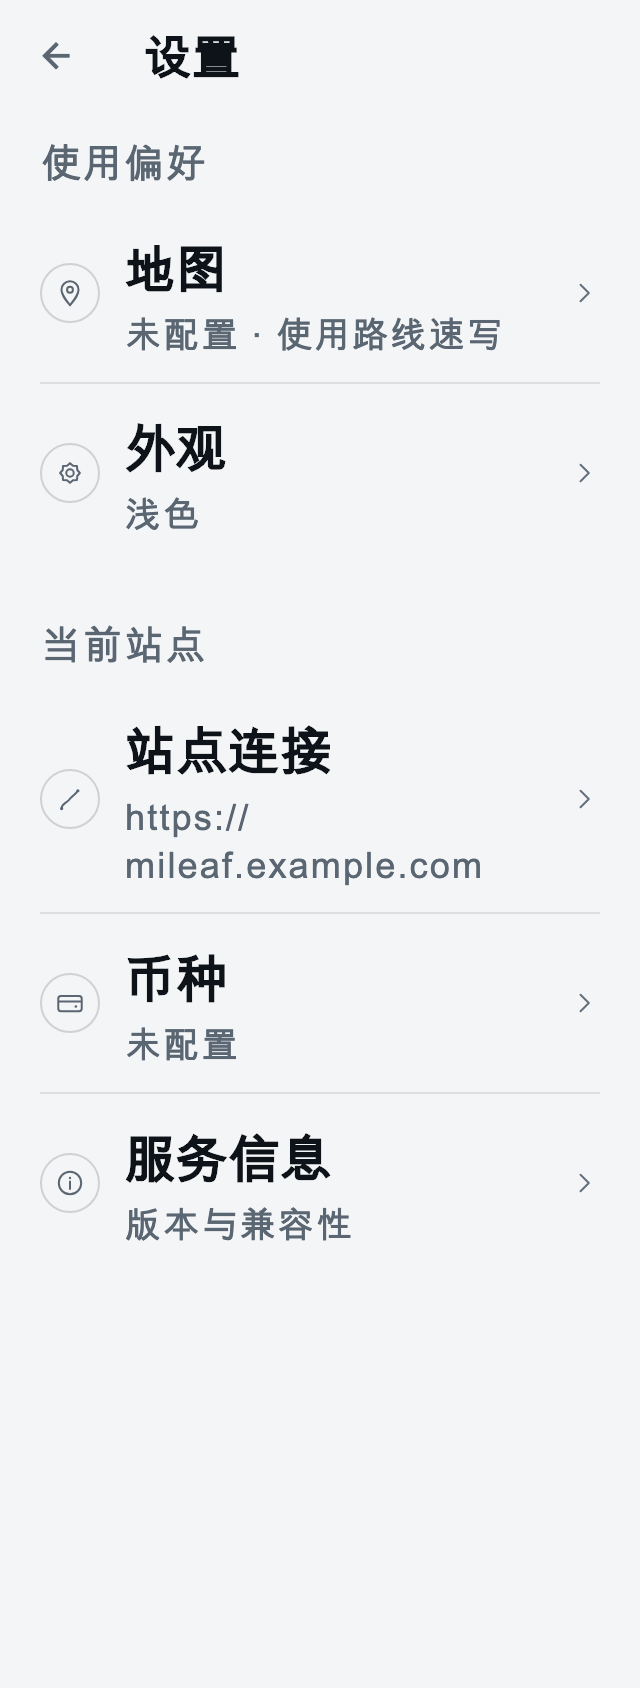 设置
使用偏好
地图
未配置 · 使用路线速写
外观
浅色
当前站点
站点连接
https://
mileaf.example.com
币种
未配置
服务信息
版本与兼容性